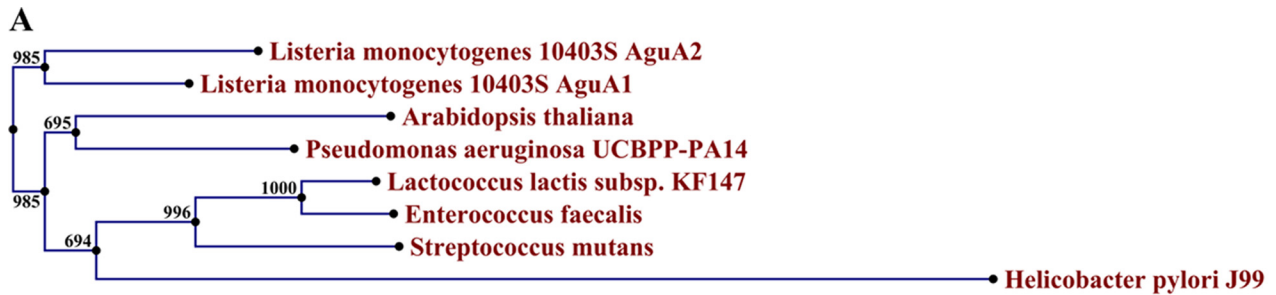 A
985
Listeria monocytogenes 10403S AguA2
Listeria monocytogenes 10403S AguA1
695
Arabidopsis thaliana
Pseudomonas aeruginosa UCBPP-PA14
985
1000
Lactococcus lactis subsp. KF147
996
Enterococcus faecalis
694
Streptococcus mutans
Helicobacter pylori J99